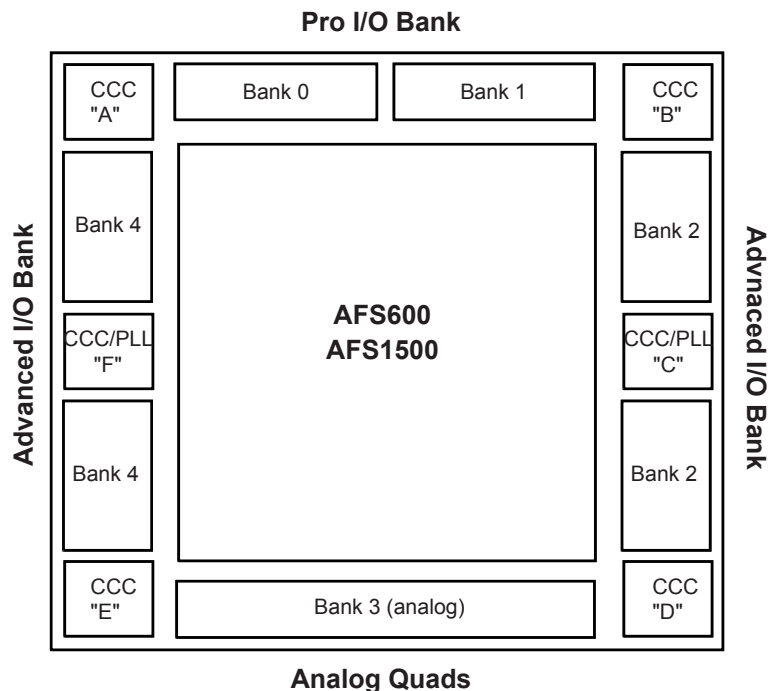 Pro I/O Bank
CCC
"A"
Bank 0
Bank 1
CCC
"B"
Bank 4
Bank 2
Advanced I/O Bank
Advnaced I/O Bank
AFS600
AFS1500
CCC/PLL
"F"
CCC/PLL
"C"
Bank 4
Bank 2
CCC
"E"
Bank 3 (analog)
CCC
"D"
Analog Quads